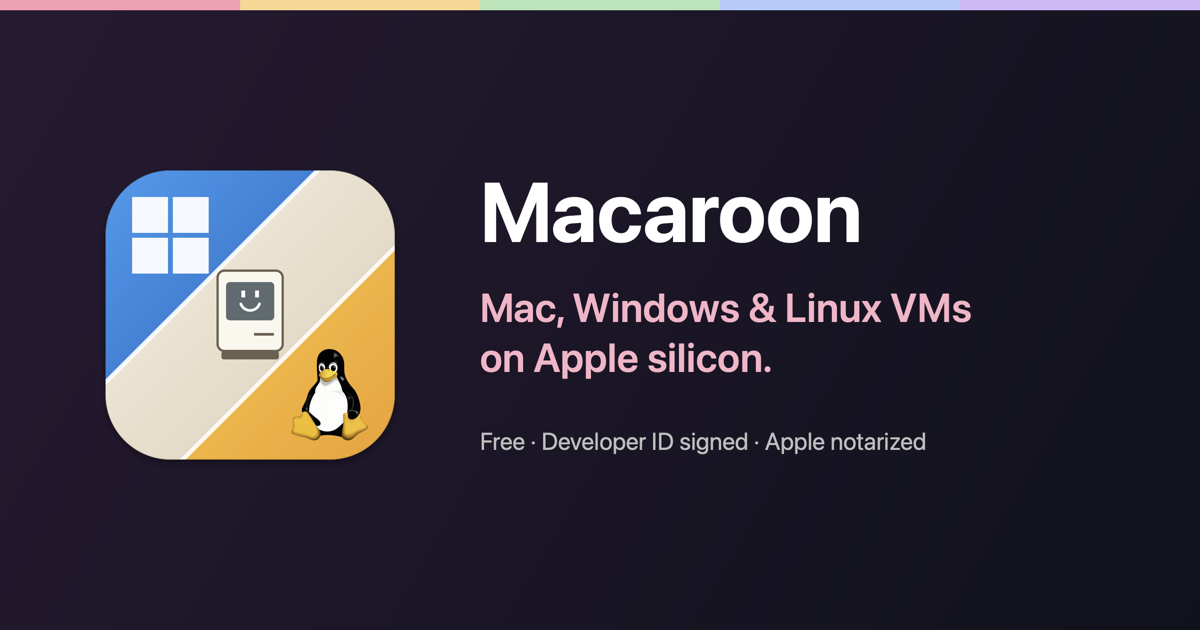 Macaroon
Mac, Windows & Linux VMs
on Apple silicon.
Free · Developer ID signed · Apple notarized